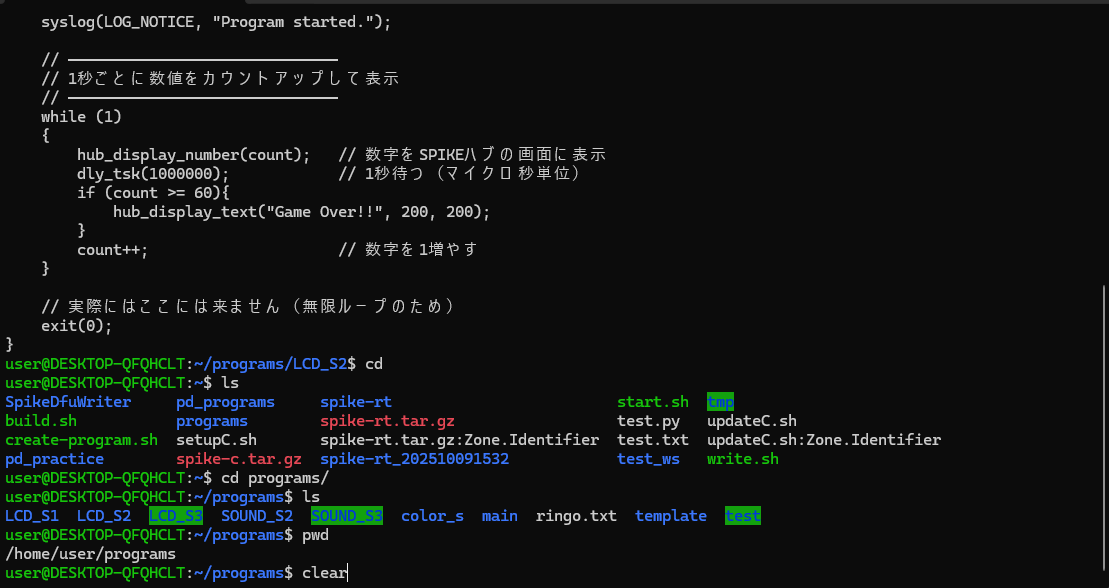 syslog(LOG_NOTICE, "Program started.");
// ──────────────────────────────
// 1秒ごとに数値をカウントアップして表示
// ──────────────────────────────
while (1)
{
hub_display_number(count);   // 数字をSPIKEハブの画面に表示
dly_tsk(1000000);            // 1秒待つ（マイクロ秒単位）
if (count >= 60){
hub_display_text("Game Over!!", 200, 200);
}
count++;                     // 数字を1増やす
}
// 実際にはここには来ません（無限ループのため）
exit(0);
}
user@DESKTOP-QFQHCLT:~/programs/LCD_S2$ cd
user@DESKTOP-QFQHCLT:~$ ls
SpikeDfuWriter     pd_programs     spike-rt                         start.sh  tmp
build.sh           programs        spike-rt.tar.gz                  test.py   updateC.sh
create-program.sh  setupC.sh       spike-rt.tar.gz:Zone.Identifier  test.txt  updateC.sh:Zone.Identifier
pd_practice        spike-c.tar.gz  spike-rt_202510091532            test_ws   write.sh
user@DESKTOP-QFQHCLT:~$ cd programs/
user@DESKTOP-QFQHCLT:~/programs$ ls
LCD_S1  LCD_S2  LCD_S3  SOUND_S2  SOUND_S3  color_s  main  ringo.txt  template  test
user@DESKTOP-QFQHCLT:~/programs$ pwd
/home/user/programs
user@DESKTOP-QFQHCLT:~/programs$ clear